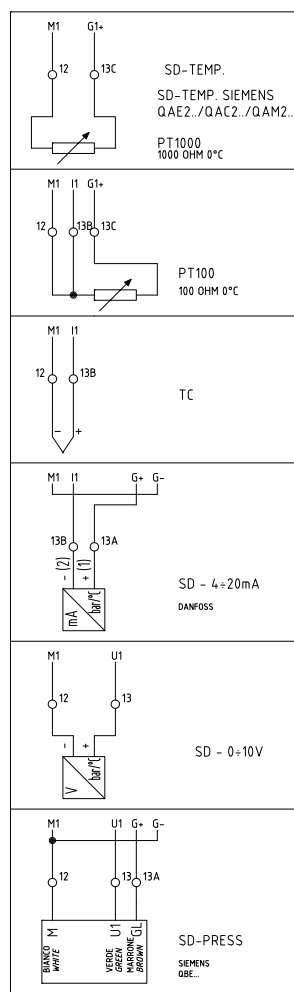 M1 G1+
12 13C
SD-TEMP.
SD-TEMP. SIEMENS
QAE2../QAC2../QAM2..
PT1000
1000 OHM 0°C
M1 I1 G1+
12 13B 13C
PT100
100 OHM 0°C
M1 I1
12 13B
- +
TC
M1 I1 G+ G-
13B 13A
- (2) + (1)
mA bar/°C
SD - 4÷20mA
DANFOSS
M1 U1
12 13
- +
V bar/°C
SD - 0÷10V
M1 U1 G+ G-
12 13 13A
M U1 GL
BIANCO VERDE MARRONE
WHITE GREEN BROWN
SD-PRESS
SIEMENS
QBE...